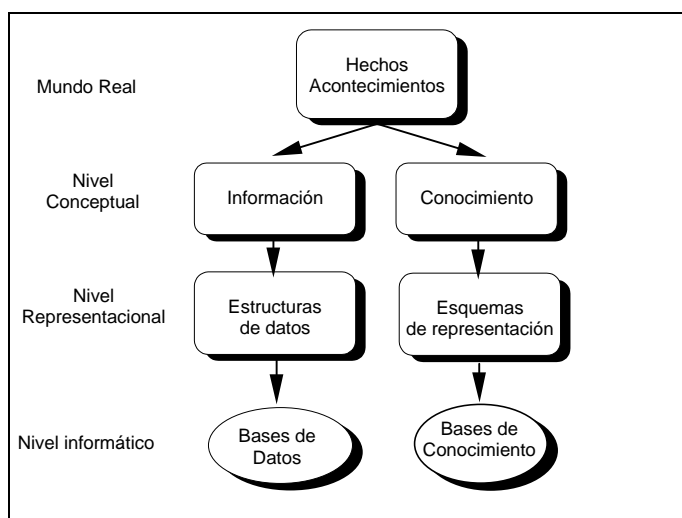 Hechos
Acontecimientos
Mundo Real
Nivel
Conceptual
Información
Conocimiento
Nivel
Representacional
Estructuras
de datos
Esquemas
de representación
Nivel informático
Bases de
Datos
Bases de
Conocimiento